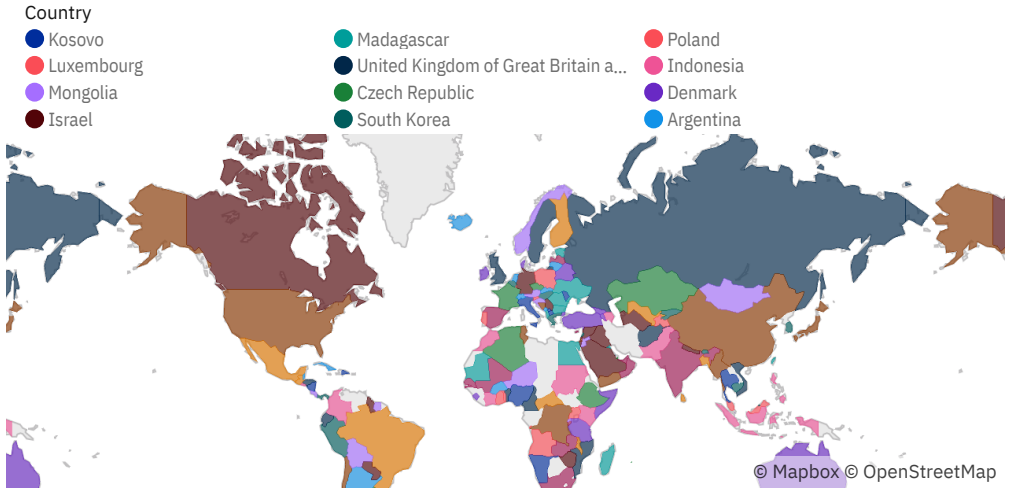 Country
Kosovo
Madagascar
Poland
Luxembourg
United Kingdom of Great Britain a...
Indonesia
Mongolia
Czech Republic
Denmark
Israel
South Korea
Argentina
© Mapbox © OpenStreetMap